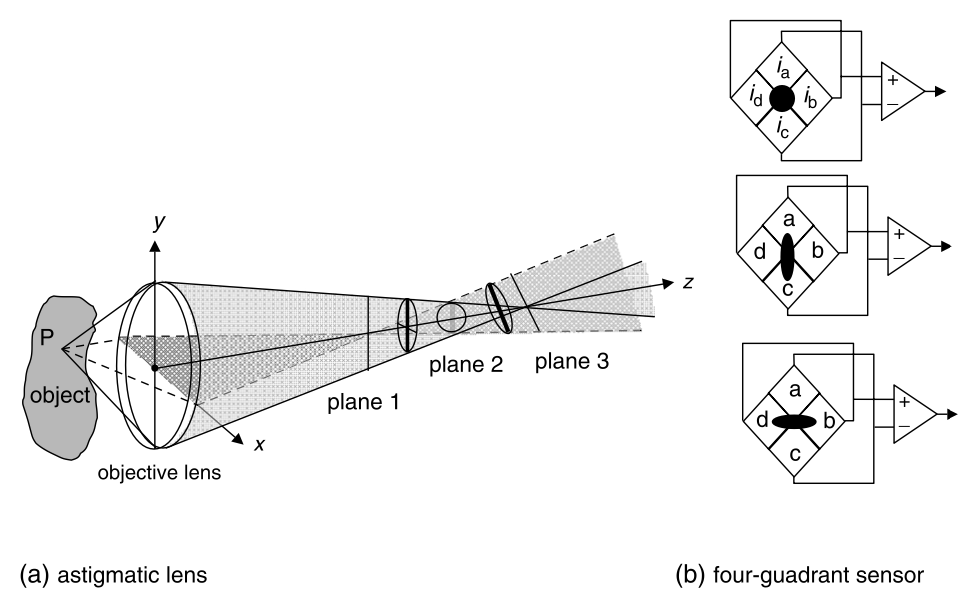 y
P
object
z
x
plane 1
plane 2
plane 3
objective lens
(a) astigmatic lens
i_a
i_d
i_b
i_c
+
−
a
d
b
c
+
−
a
d
b
c
+
−
(b) four-guadrant sensor